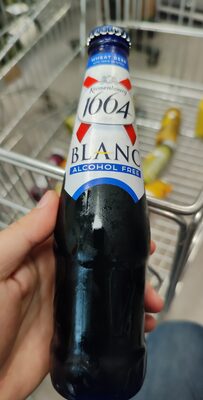 WHEAT BEER
Kronenbourg
1664
BLANC
ALCOHOL FREE